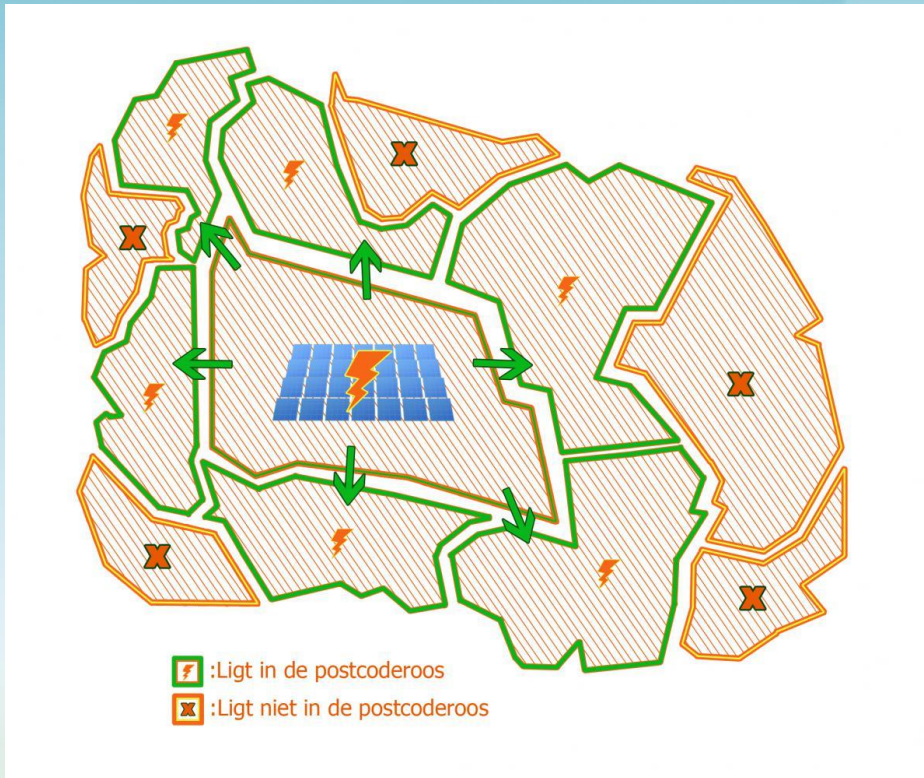 :Ligt in de postcoderoos
:Ligt niet in de postcoderoos